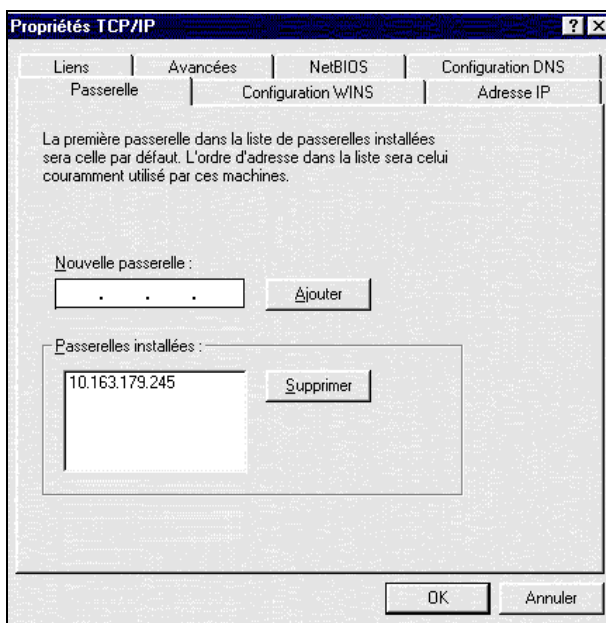 Propriétés TCP/IP
Liens Avancées NetBIOS Configuration DNS
Passerelle Configuration WINS Adresse IP
La première passerelle dans la liste de passerelles installées
sera celle par défaut. L'ordre d'adresse dans la liste sera celui
couramment utilisé par ces machines.
Nouvelle passerelle :
. . . Ajouter
Passerelles installées :
10.163.179.245 Supprimer
OK Annuler